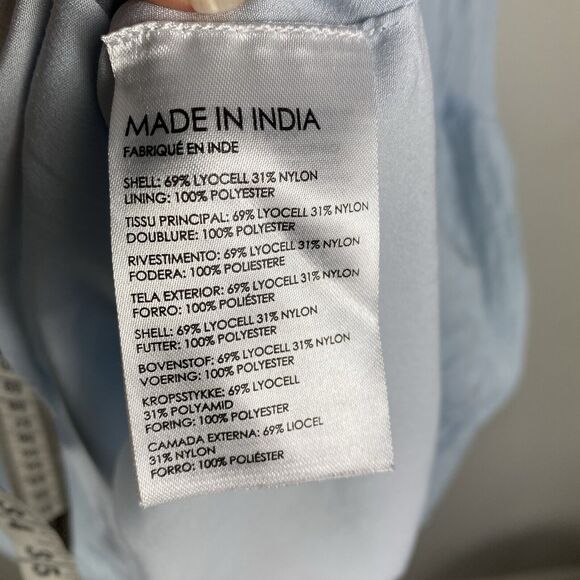 MADE IN INDIA
FABRIQUÉ EN INDE
SHELL: 69% LYOCELL 31% NYLON
LINING: 100% POLYESTER
TISSU PRINCIPAL: 69% LYOCELL 31% NYLON
DOUBLURE: 100% POLYESTER
RIVESTIMENTO: 69% LYOCELL 31% NYLON
FODERA: 100% POLIESTERE
TELA EXTERIOR: 69% LYOCELL 31% NYLON
FORRO: 100% POLIÉSTER
SHELL: 69% LYOCELL 31% NYLON
FUTTER: 100% POLYESTER
BOVENSTOF: 69% LYOCELL 31% NYLON
VOERING: 100% POLYESTER
KROPSSTYKKE: 69% LYOCELL
31% POLYAMID
FORING: 100% POLYESTER
CAMADA EXTERNA: 69% LIOCEL
31% NYLON
FORRO: 100% POLIÉSTER